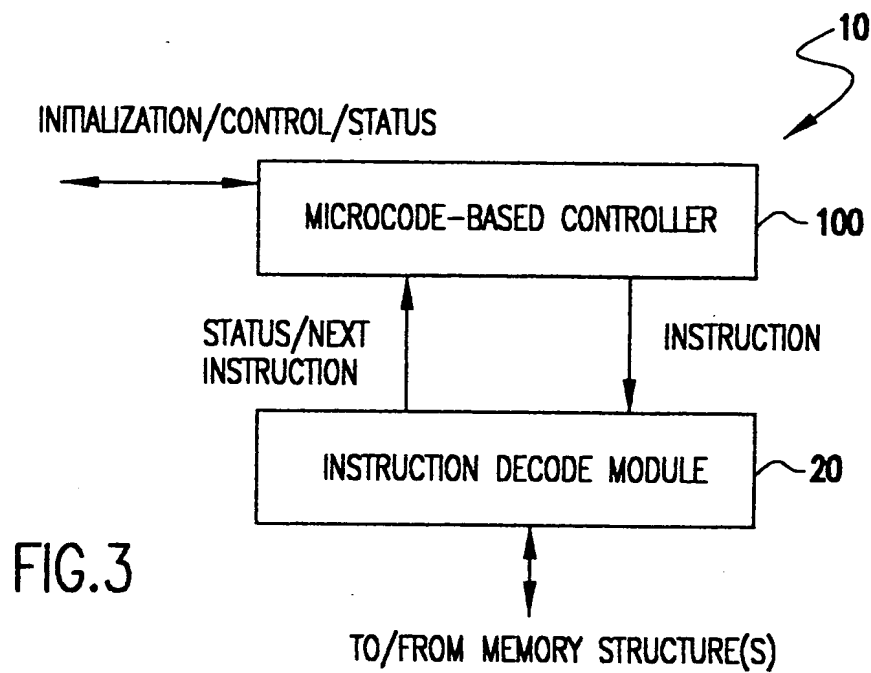 10
INITIALIZATION/CONTROL/STATUS
MICROCODE-BASED CONTROLLER
100
STATUS/NEXT
INSTRUCTION
INSTRUCTION
INSTRUCTION DECODE MODULE
20
FIG.3
TO/FROM MEMORY STRUCTURE(S)